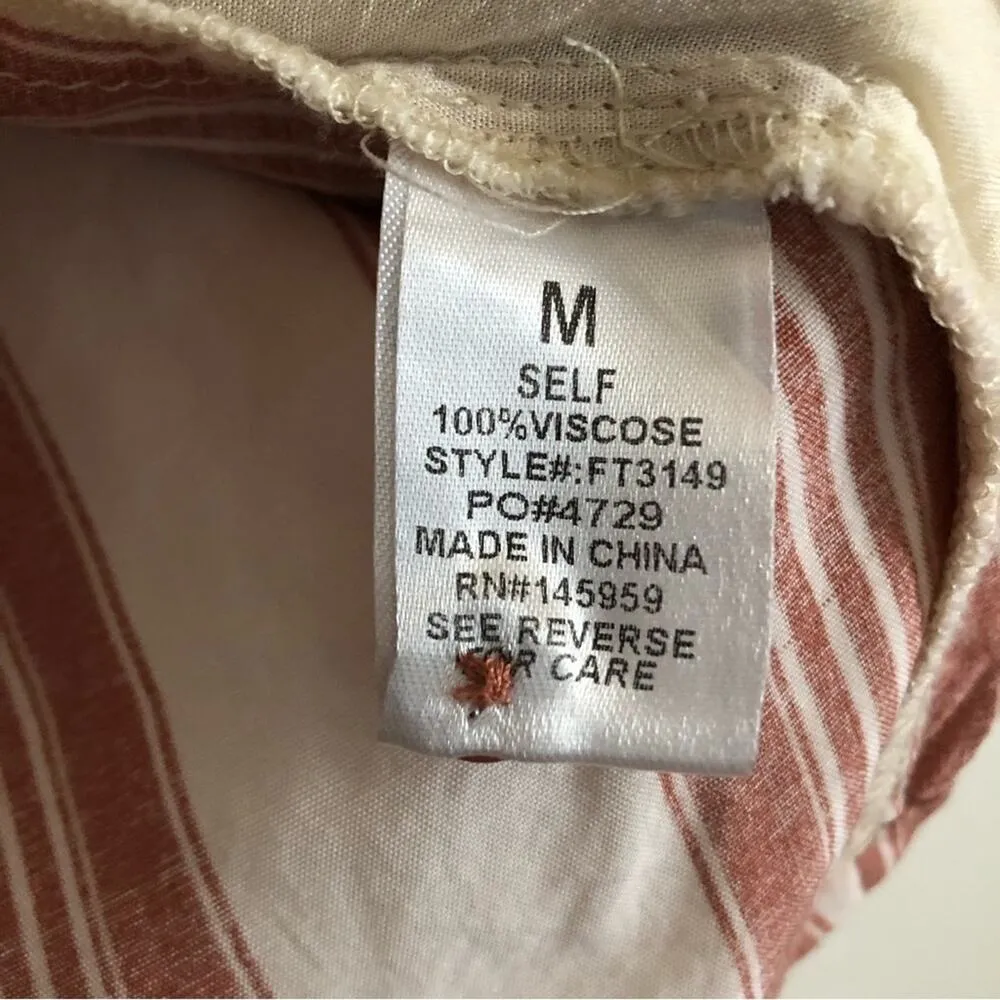 M
SELF
100%VISCOSE
STYLE#:FT3149
PO#4729
MADE IN CHINA
RN#145959
SEE REVERSE
FOR CARE